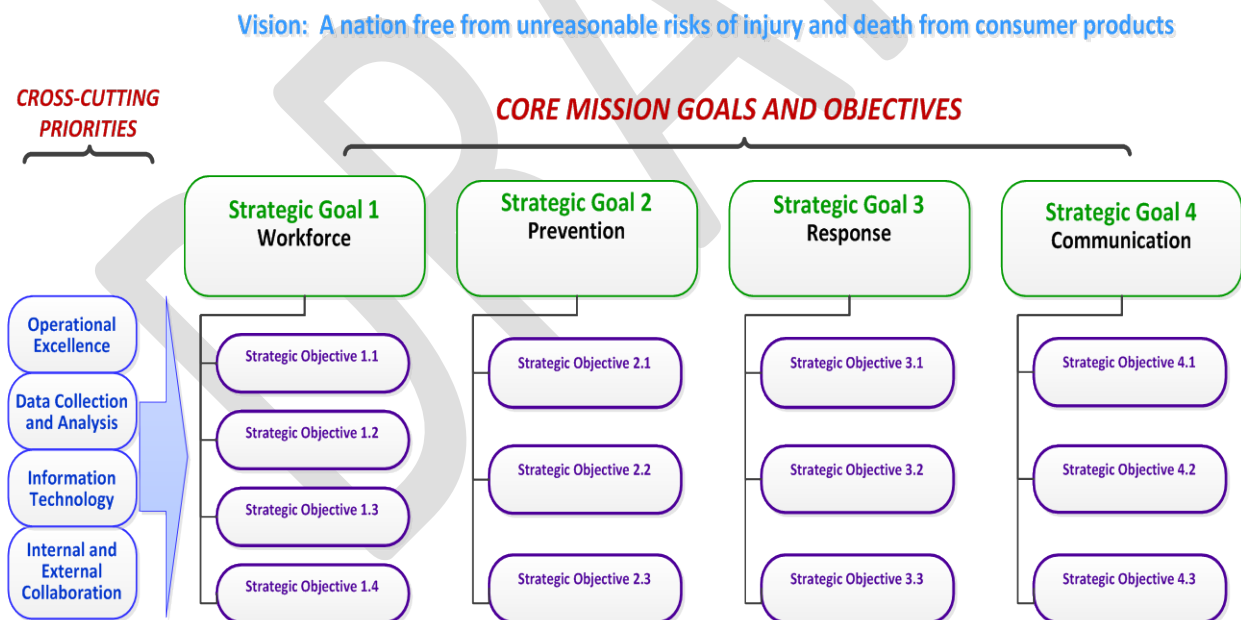 Vision: A nation free from unreasonable risks of injury and death from consumer products
CROSS-CUTTING
PRIORITIES
CORE MISSION GOALS AND OBJECTIVES
Strategic Goal 1
Workforce
Strategic Goal 2
Prevention
Strategic Goal 3
Response
Strategic Goal 4
Communication
Operational
Excellence
Data Collection
and Analysis
Information
Technology
Internal and
External
Collaboration
Strategic Objective 1.1
Strategic Objective 1.2
Strategic Objective 1.3
Strategic Objective 1.4
Strategic Objective 2.1
Strategic Objective 2.2
Strategic Objective 2.3
Strategic Objective 3.1
Strategic Objective 3.2
Strategic Objective 3.3
Strategic Objective 4.1
Strategic Objective 4.2
Strategic Objective 4.3